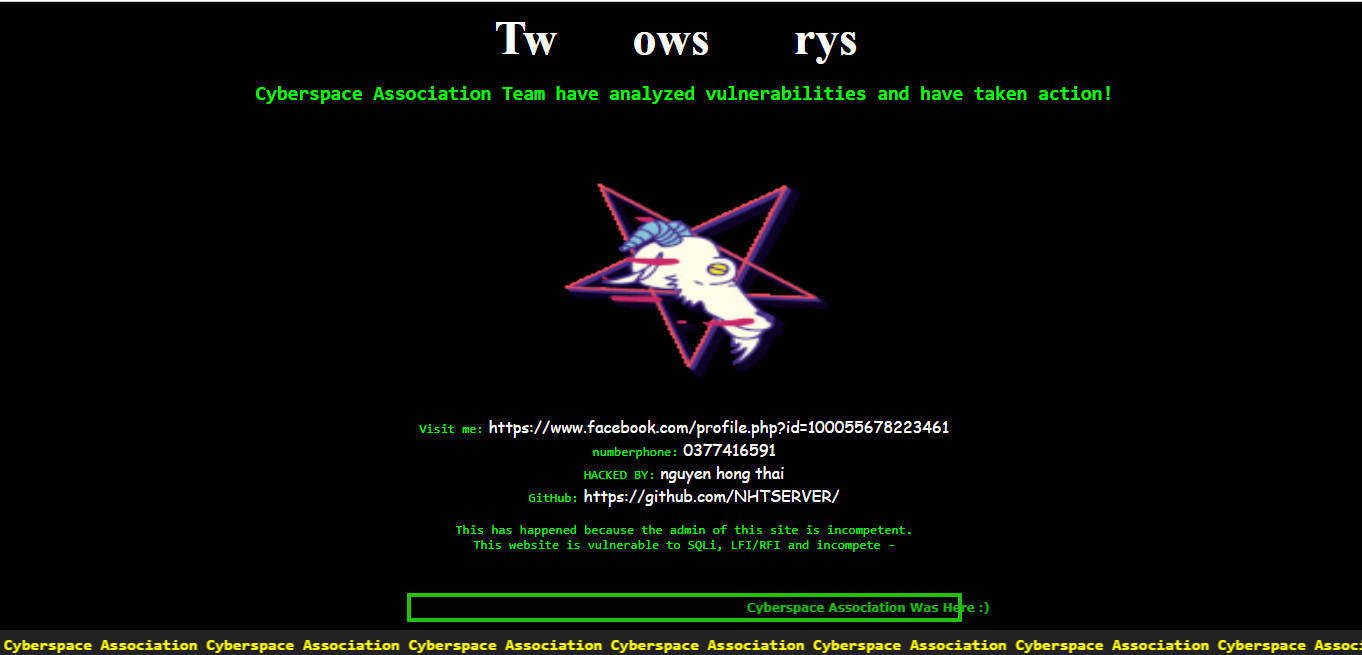 Tw ows rys
Cyberspace Association Team have analyzed vulnerabilities and have taken action!
Visit me: https://www.facebook.com/profile.php?id=100055678223461
numberphone: 0377416591
HACKED BY: nguyen hong thai
GitHub: https://github.com/NHTSERVER/
This has happened because the admin of this site is incompetent.
This website is vulnerable to SQLi, LFI/RFI and incompete -
Cyberspace Association Was Here :)
Cyberspace Association Cyberspace Association Cyberspace Association Cyberspace Association Cyberspace Association Cyberspace Association Cyberspace Assoc